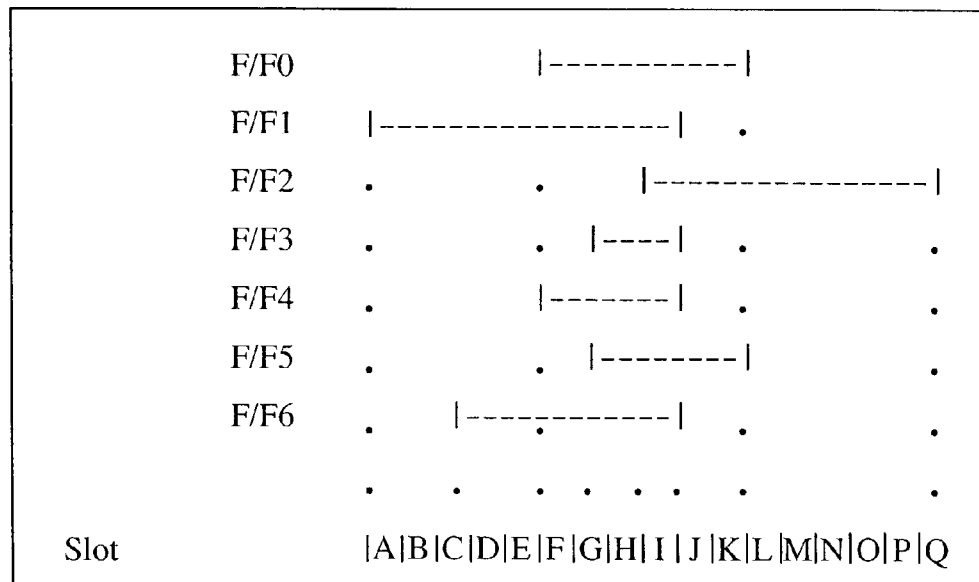 F/F0 |-----------|
F/F1 |-----------------| .
F/F2 . . |----------------|
F/F3 . . |----| . .
F/F4 . . |-------| . .
F/F5 . . |--------| .
F/F6 . |------------| . .
. . . . . . . .
Slot |A|B|C|D|E|F|G|H|I|J|K|L|M|N|O|P|Q